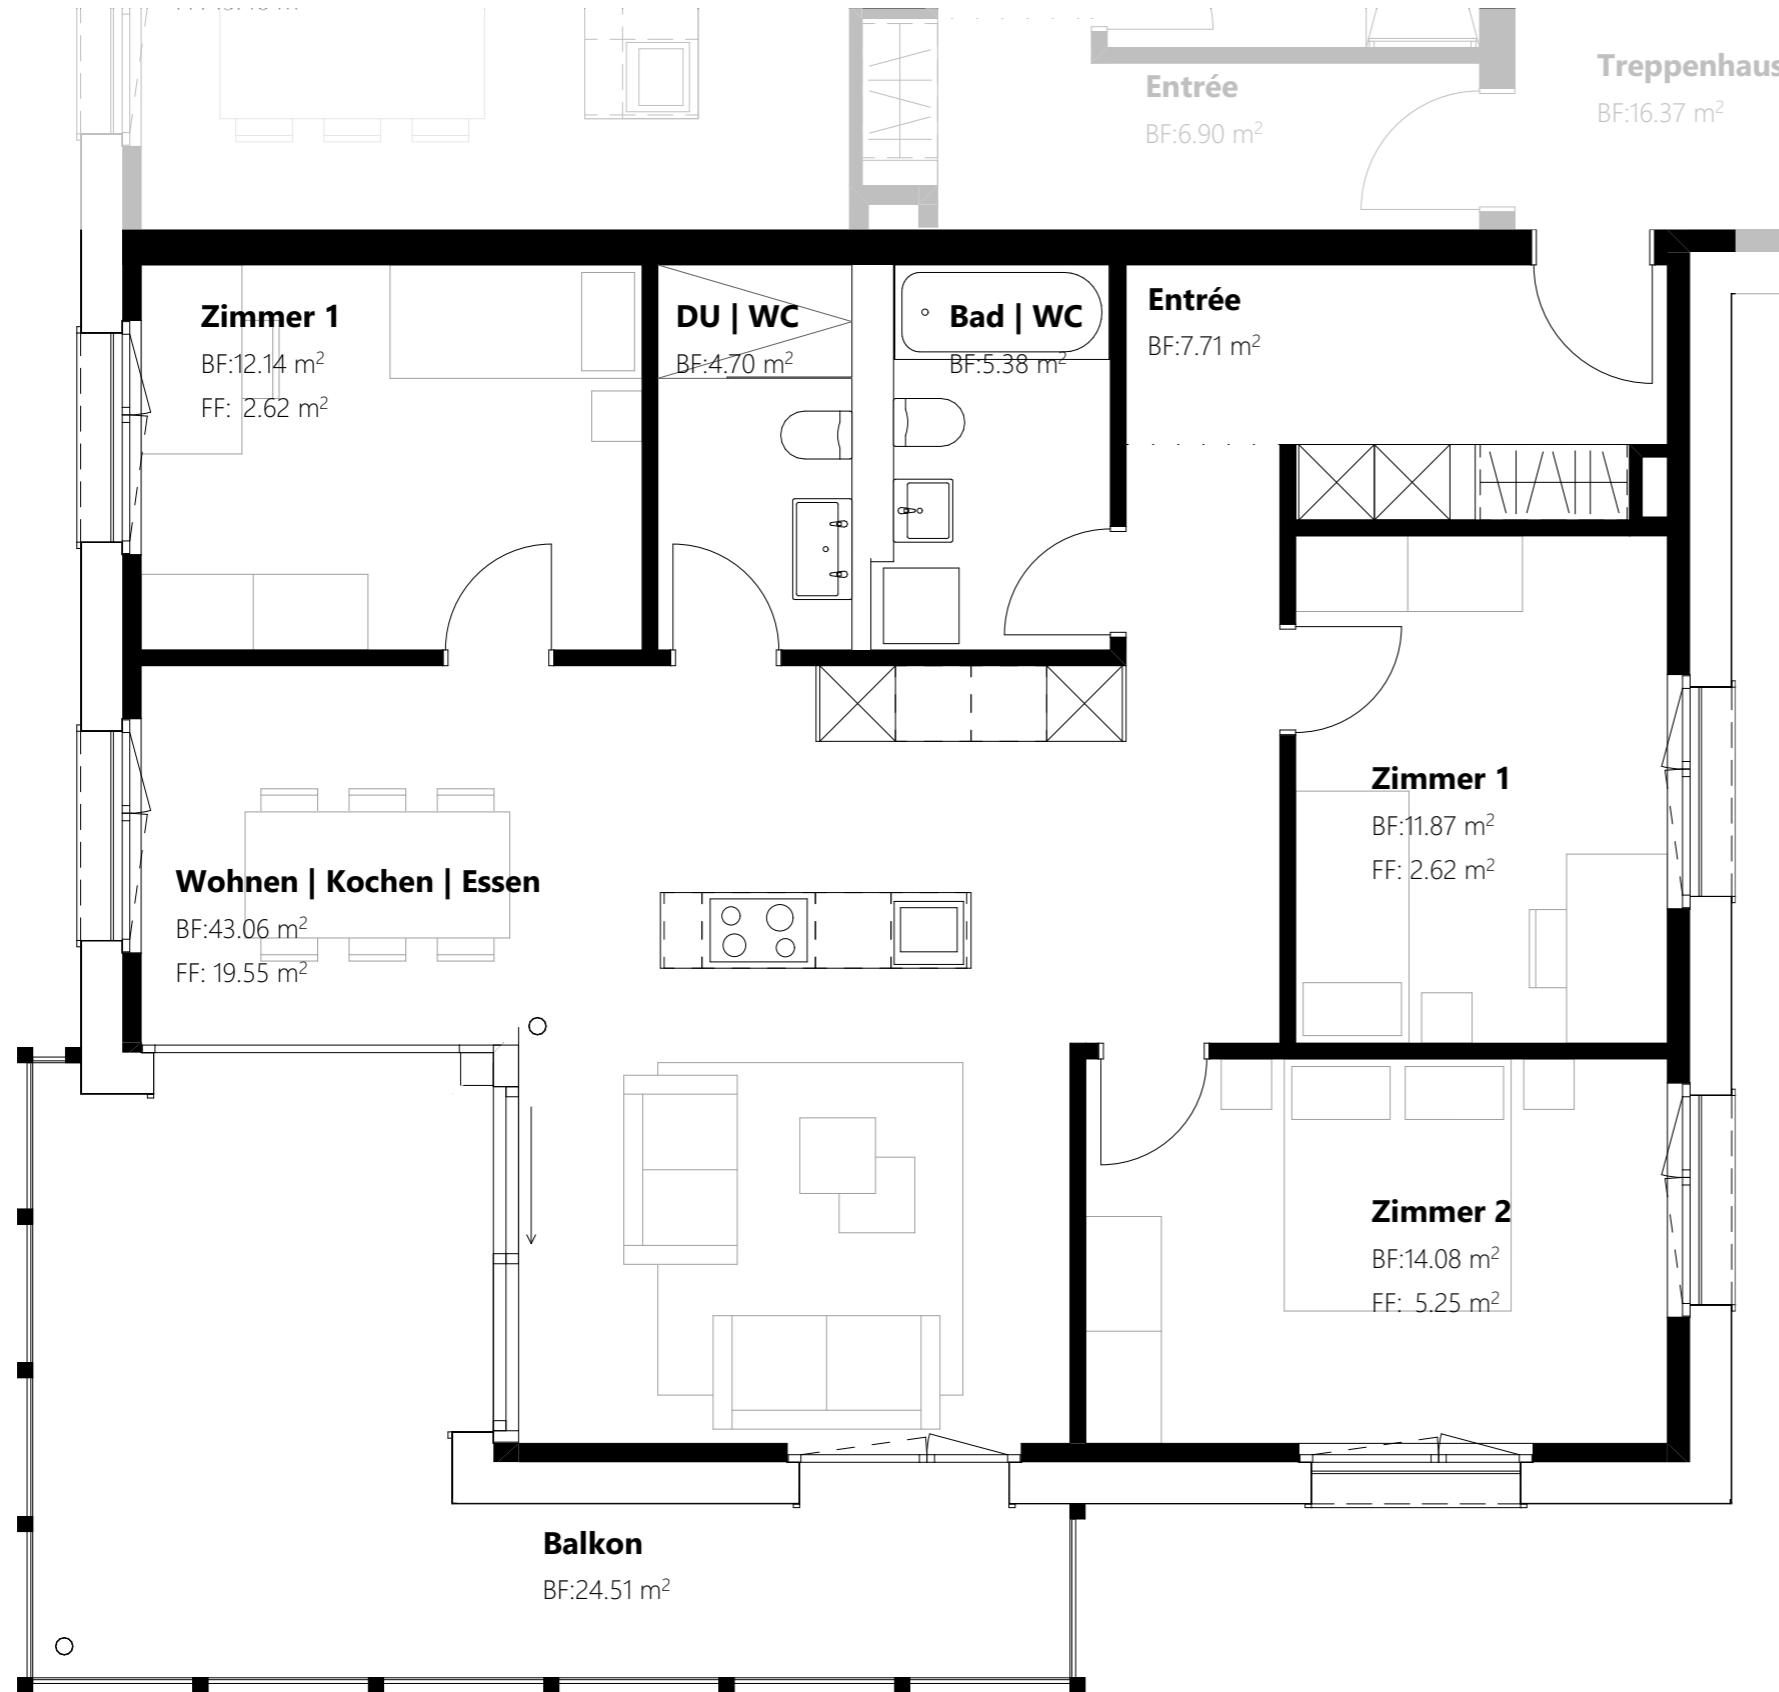 Entrée
BF:6.90 m²
Treppenhaus
BF:16.37 m²
Zimmer 1
BF:12.14 m²
FF: 2.62 m²
DU | WC
BF:4.70 m²
Bad | WC
BF:5.38 m²
Entrée
BF:7.71 m²
Zimmer 1
BF:11.87 m²
FF: 2.62 m²
Wohnen | Kochen | Essen
BF:43.06 m²
FF: 19.55 m²
Zimmer 2
BF:14.08 m²
FF: 5.25 m²
Balkon
BF:24.51 m²